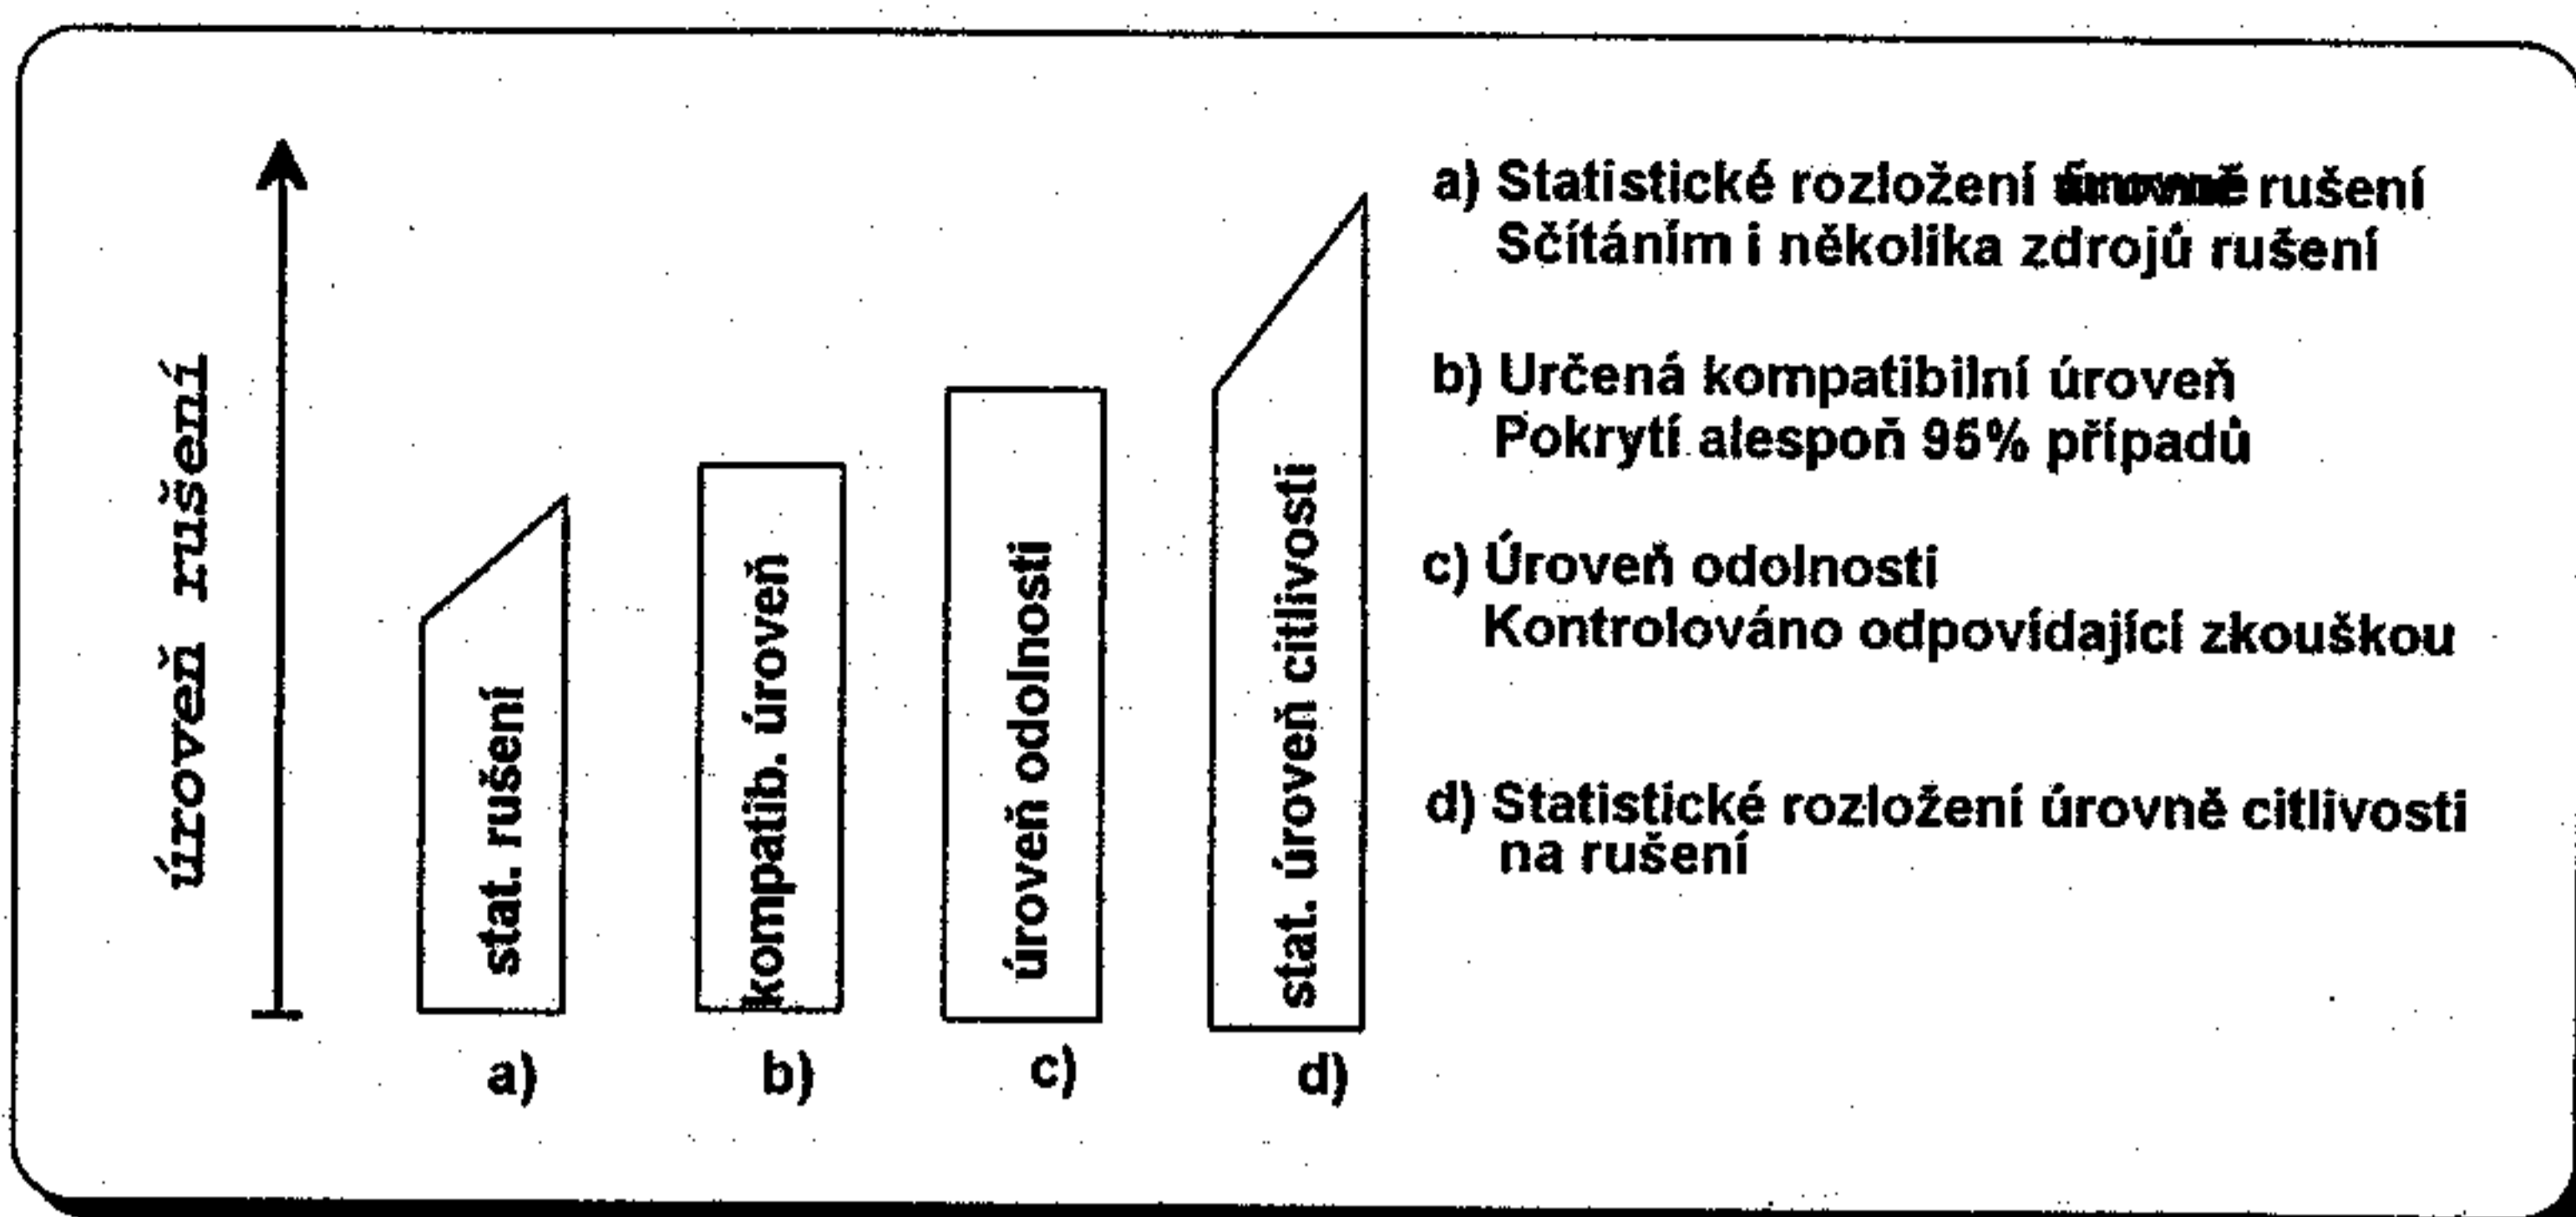 úroveň rušení
stat. rušení
kompatib. úroveň
úroveň odolnosti
stat. úroveň citlivosti
a)
b)
c)
d)
a) Statistické rozložení úrovně rušení
Sčítáním i několika zdrojů rušení
b) Určená kompatibilní úroveň
Pokrytí alespoň 95% případů
c) Úroveň odolnosti
Kontrolováno odpovídající zkouškou
d) Statistické rozložení úrovně citlivosti
na rušení